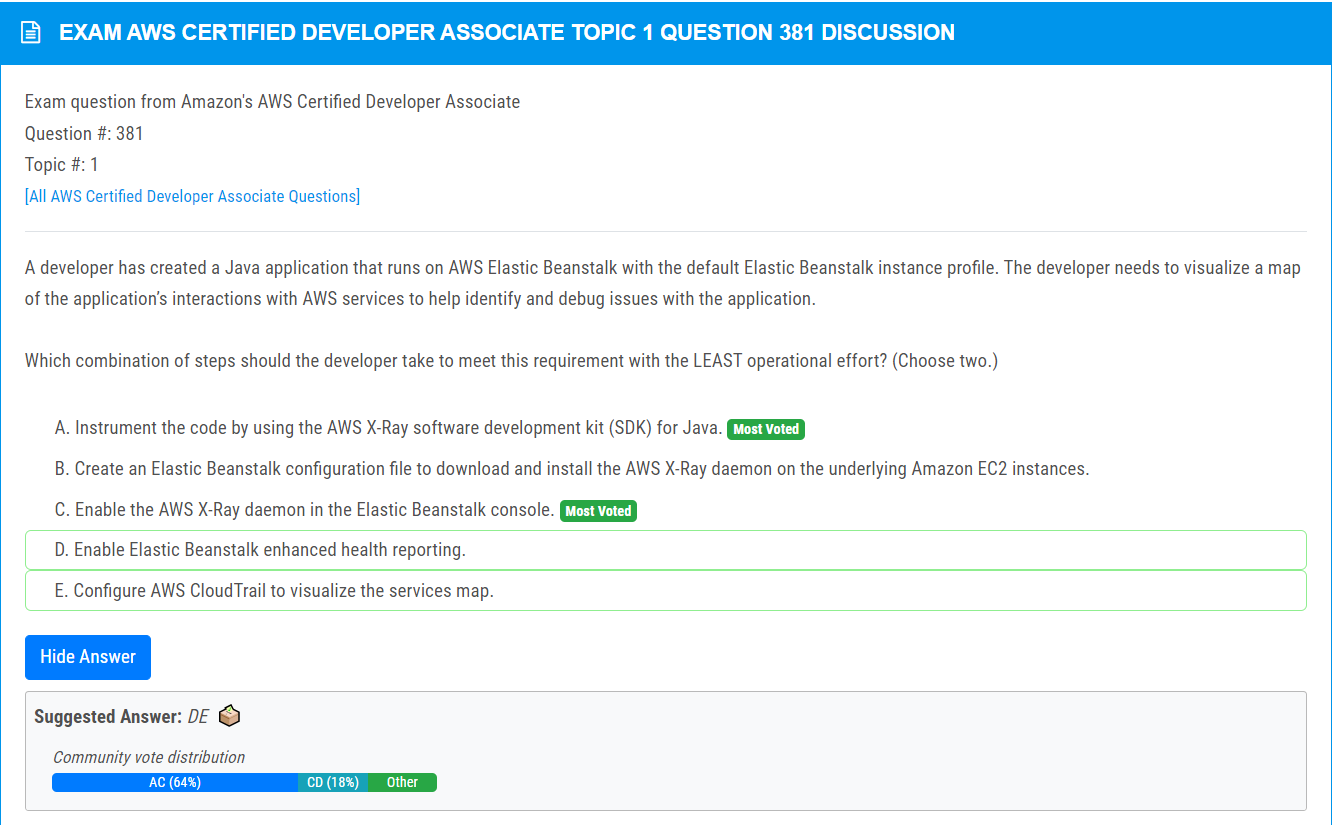 EXAM AWS CERTIFIED DEVELOPER ASSOCIATE TOPIC 1 QUESTION 381 DISCUSSION
Exam question from Amazon's AWS Certified Developer Associate
Question #: 381
Topic #: 1
[All AWS Certified Developer Associate Questions]
A developer has created a Java application that runs on AWS Elastic Beanstalk with the default Elastic Beanstalk instance profile. The developer needs to visualize a map
of the application’s interactions with AWS services to help identify and debug issues with the application.
Which combination of steps should the developer take to meet this requirement with the LEAST operational effort? (Choose two.)
A. Instrument the code by using the AWS X-Ray software development kit (SDK) for Java. Most Voted
B. Create an Elastic Beanstalk configuration file to download and install the AWS X-Ray daemon on the underlying Amazon EC2 instances.
C. Enable the AWS X-Ray daemon in the Elastic Beanstalk console. Most Voted
D. Enable Elastic Beanstalk enhanced health reporting.
E. Configure AWS CloudTrail to visualize the services map.
Hide Answer
Suggested Answer: DE
Community vote distribution
AC (64%) CD (18%) Other